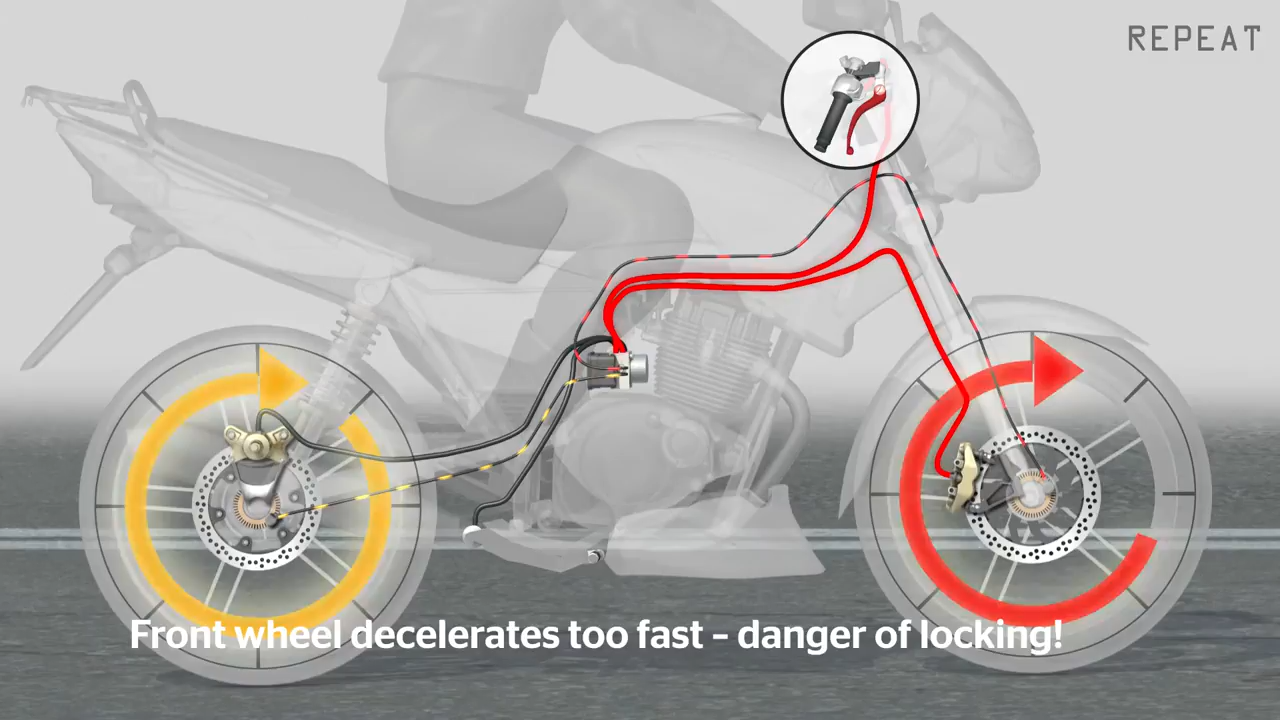 REPEAT
Front wheel decelerates too fast – danger of locking!